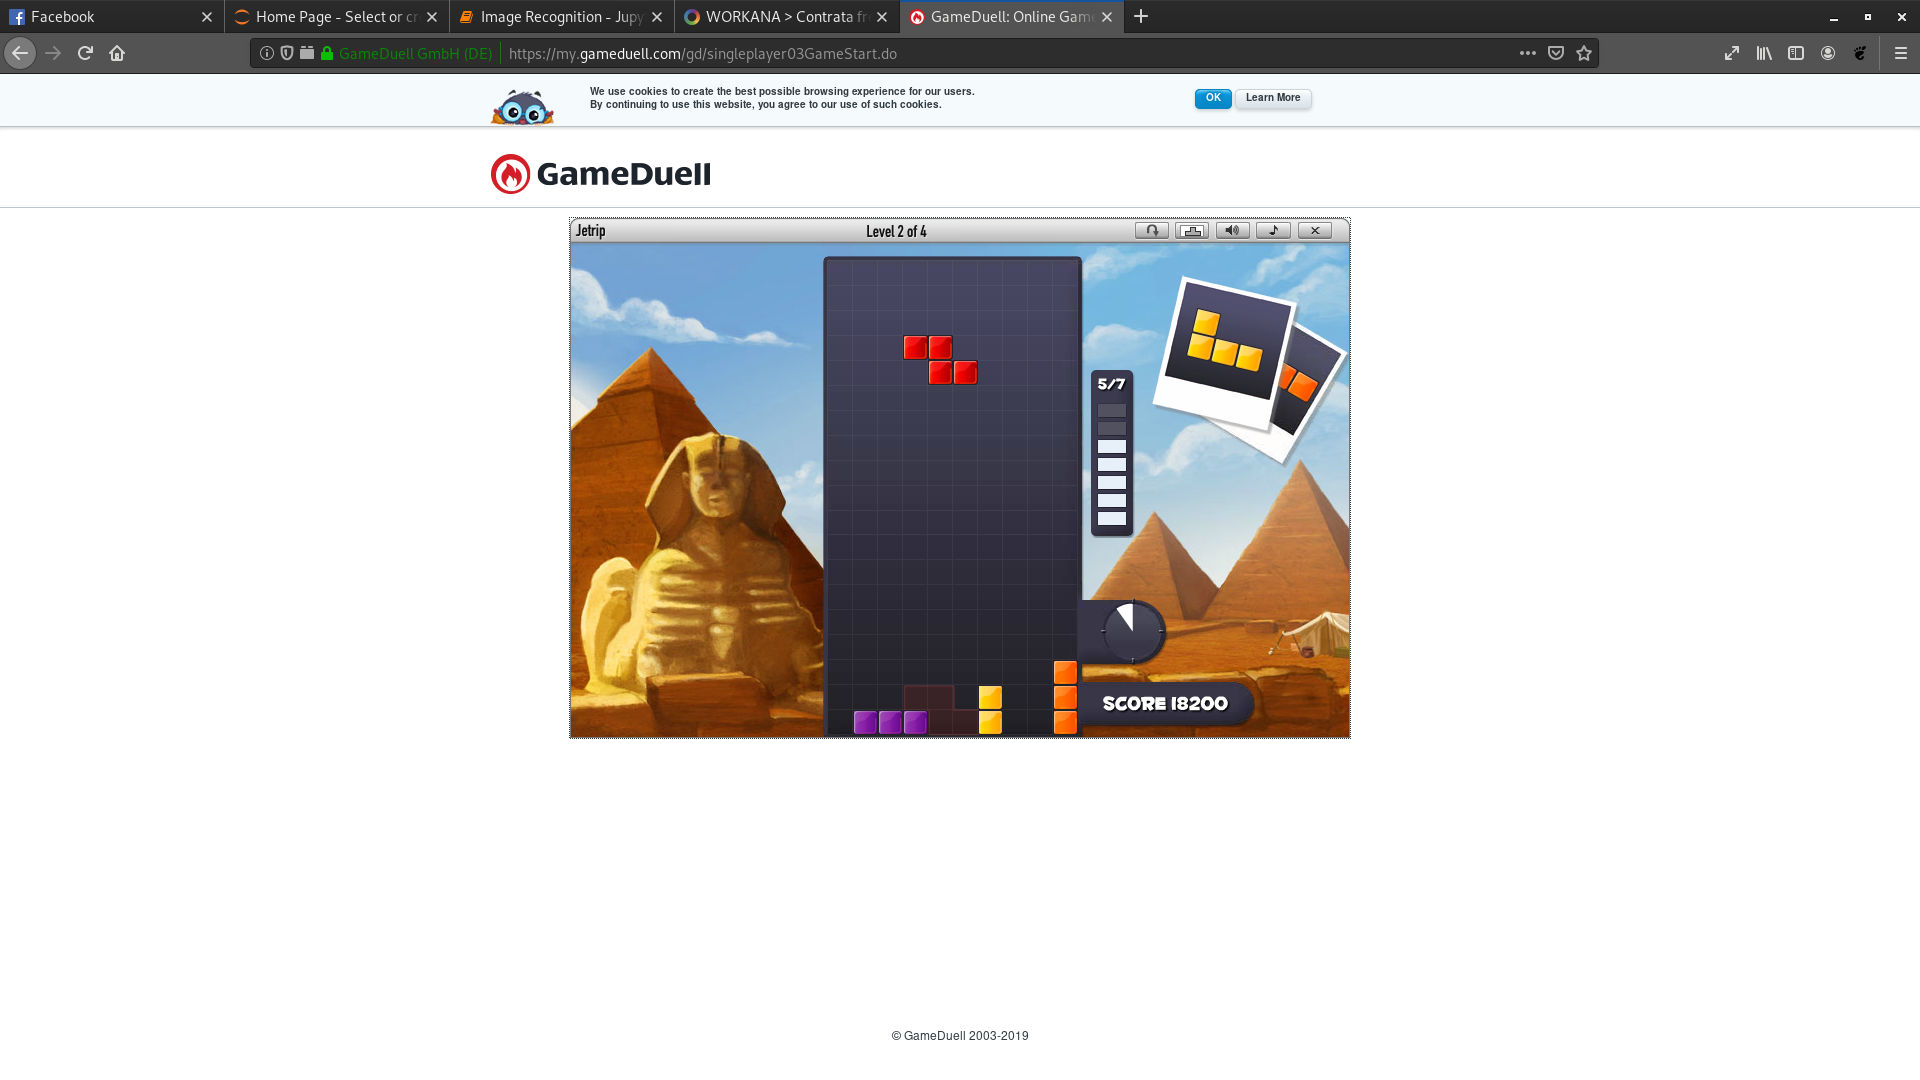 Facebook
Home Page - Select or cr
Image Recognition - Jupy
WORKANA > Contrata fr
GameDuell: Online Game
GameDuell GmbH (DE)
https://my.gameduell.com/gd/singleplayer03GameStart.do
We use cookies to create the best possible browsing experience for our users.
By continuing to use this website, you agree to our use of such cookies.
OK
Learn More
GameDuell
Jetrip
Level 2 of 4
5/7
SCORE 18200
© GameDuell 2003-2019